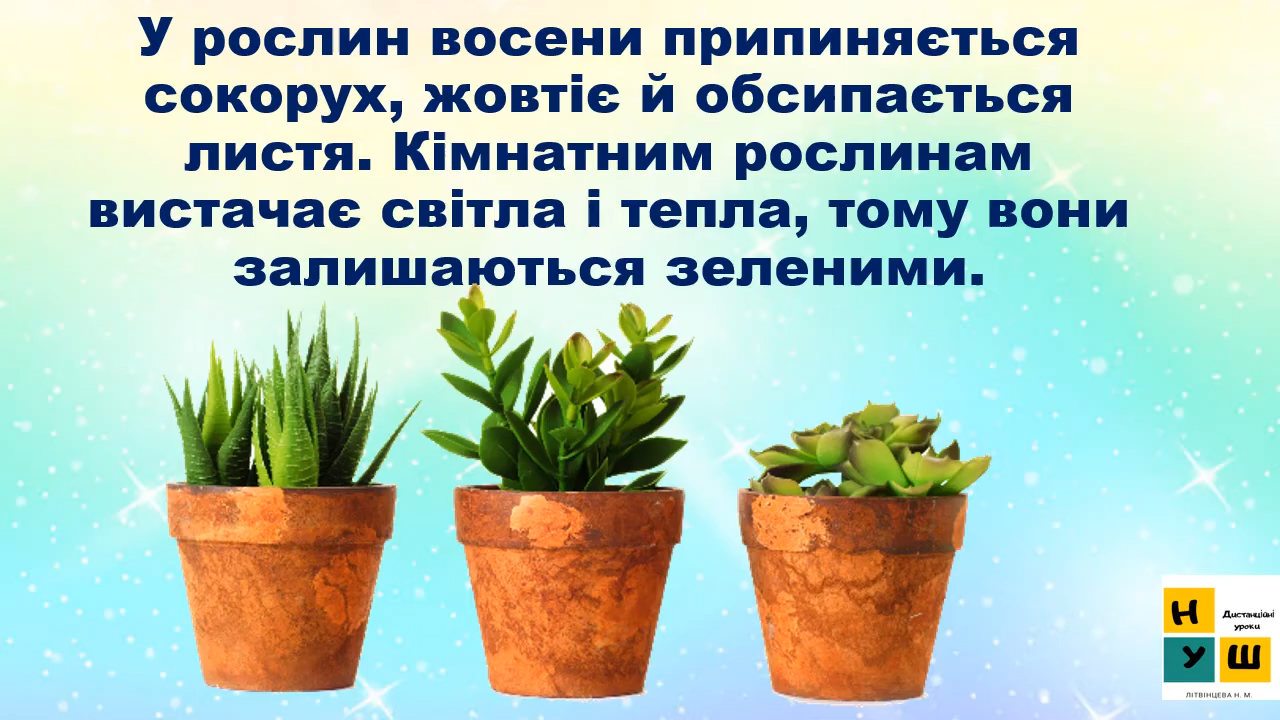 У рослин восени припиняється
сокорух, жовтіє й обсипається
листя. Кімнатним рослинам
вистачає світла і тепла, тому вони
залишаються зеленими.
Н
Дистанційні
уроки
У Ш
ЛІТВІНЦЕВА Н. М.